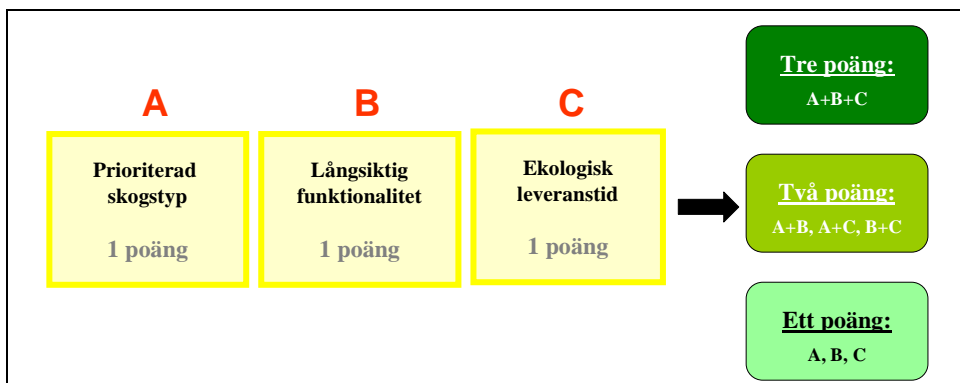 A
Prioriterad
skogstyp
1 poäng
B
Långsiktig
funktionalitet
1 poäng
C
Ekologisk
leveranstid
1 poäng
Tre poäng:
A+B+C
Två poäng:
A+B, A+C, B+C
Ett poäng:
A, B, C